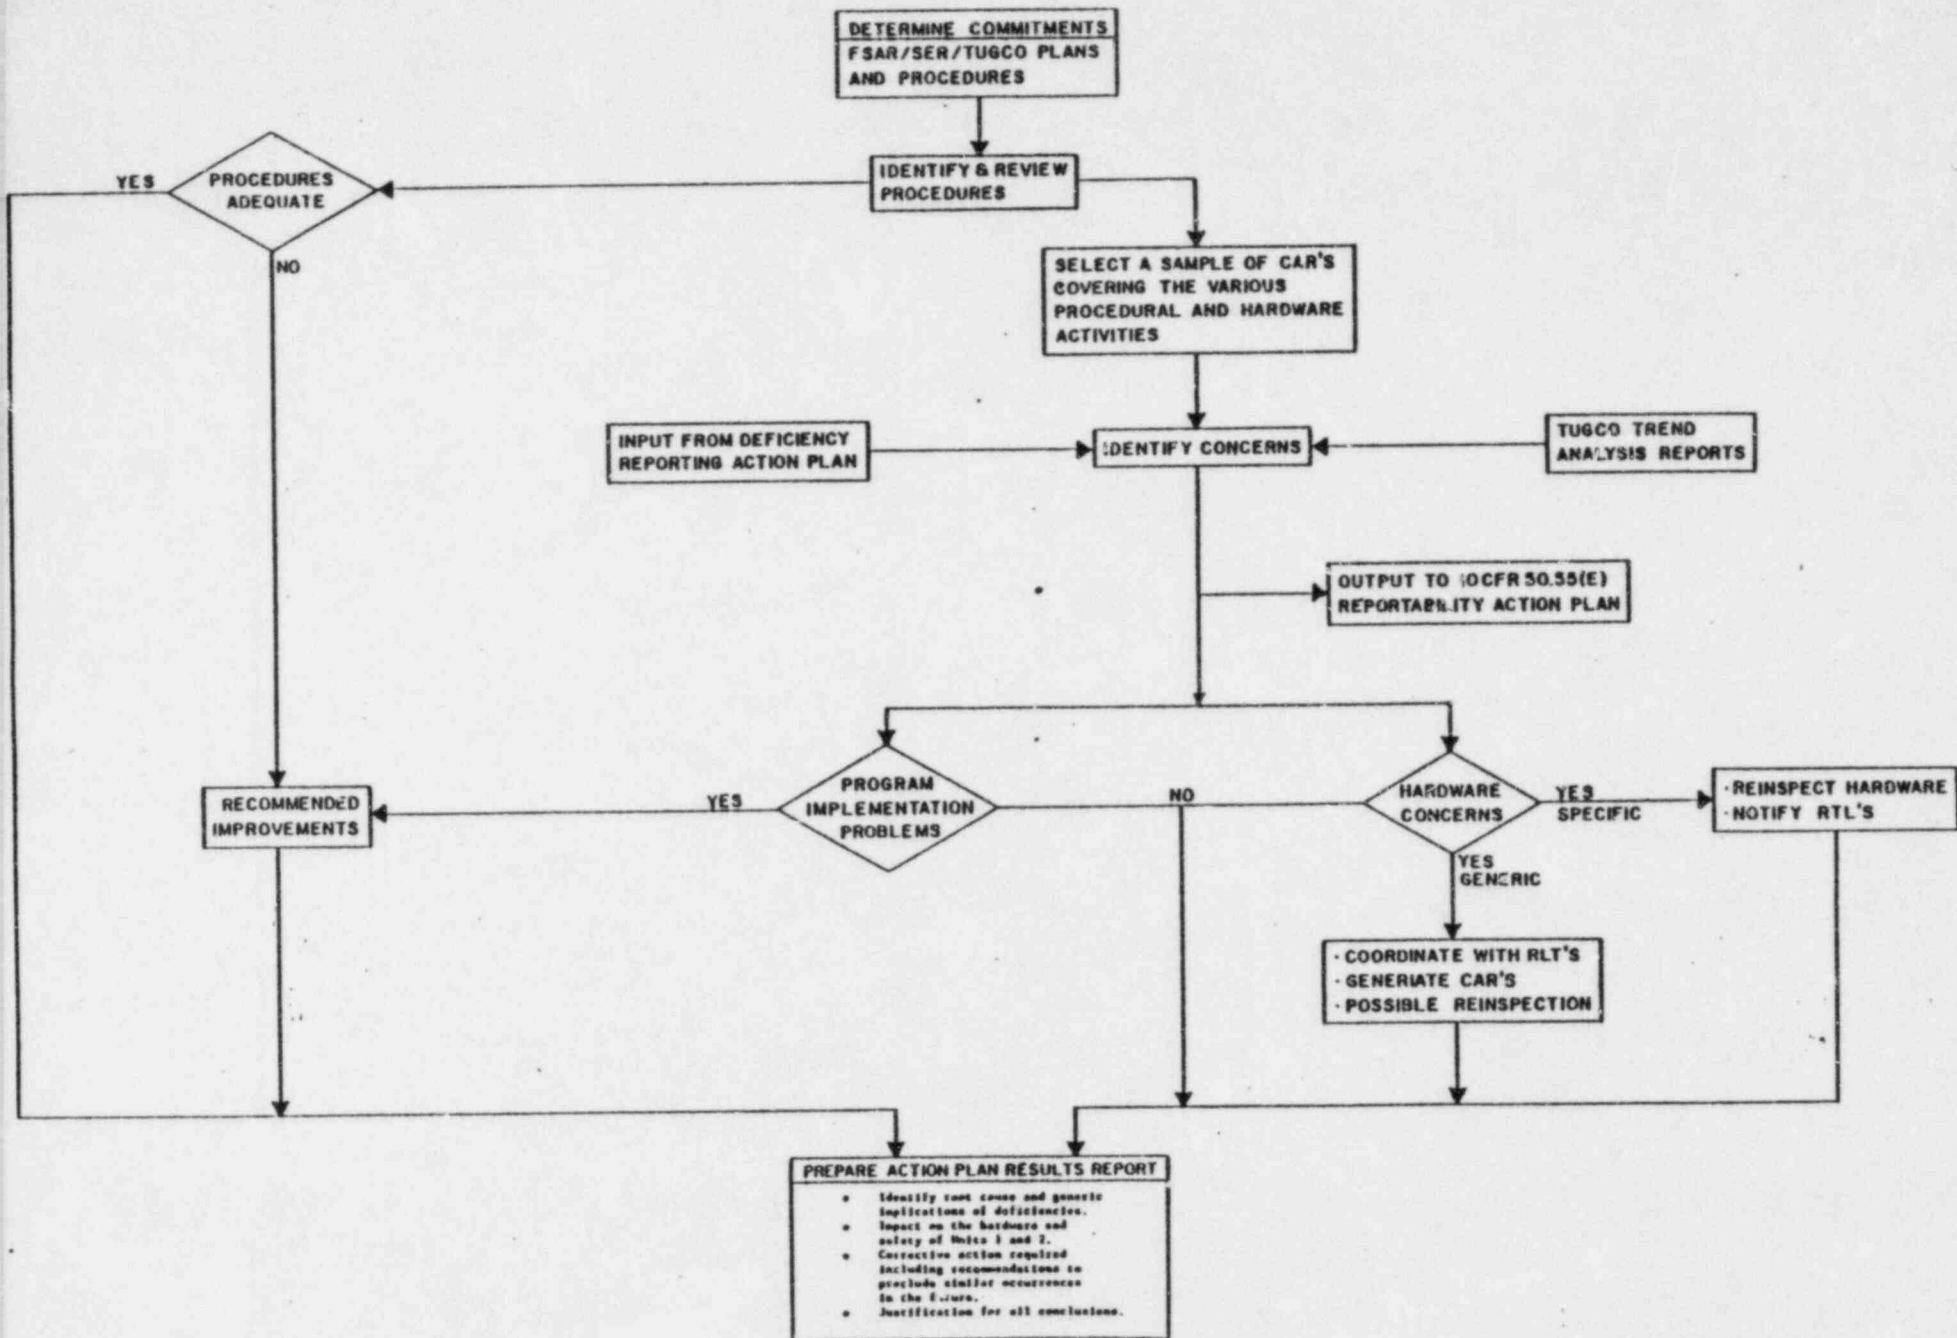 DETERMINE COMMITMENTS
FSAR/SER/TUGCO PLANS
AND PROCEDURES
IDENTIFY & REVIEW
PROCEDURES
YES
PROCEDURES
ADEQUATE
NO
SELECT A SAMPLE OF CAR'S
COVERING THE VARIOUS
PROCEDURAL AND HARDWARE
ACTIVITIES
INPUT FROM DEFICIENCY
REPORTING ACTION PLAN
IDENTIFY CONCERNS
TUGCO TREND
ANALYSIS REPORTS
OUTPUT TO 10CFR50.55(E)
REPORTABILITY ACTION PLAN
RECOMMENDED
IMPROVEMENTS
YES
PROGRAM
IMPLEMENTATION
PROBLEMS
NO
HARDWARE
CONCERNS
YES
SPECIFIC
· REINSPECT HARDWARE
· NOTIFY RTL'S
YES
GENERIC
· COORDINATE WITH RLT'S
· GENERIATE CAR'S
· POSSIBLE REINSPECTION
PREPARE ACTION PLAN RESULTS REPORT
• Identify root cause and generic
implications of deficiencies.
• Impact on the hardware and
safety of Units 1 and 2.
• Corrective action required
including recommendations to
preclude similar occurrences
in the future.
• Justification for all conclusions.